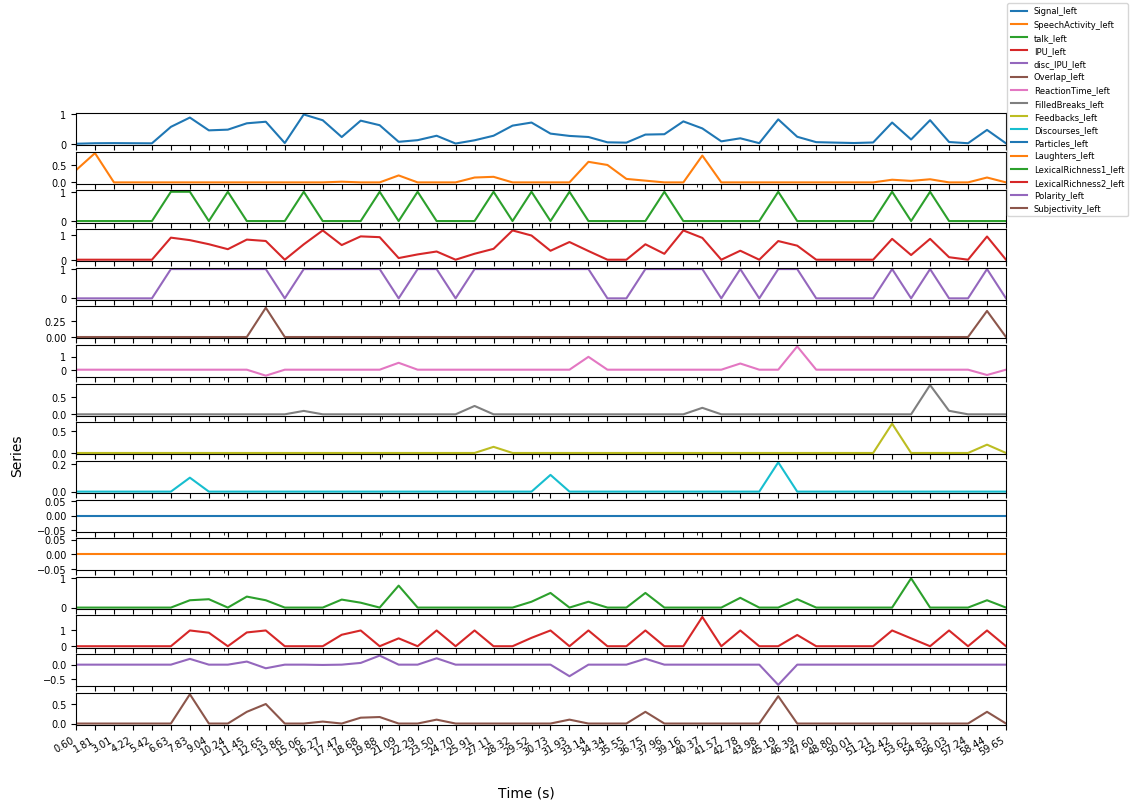 Signal_left
SpeechActivity_left
talk_left
IPU_left
disc_IPU_left
Overlap_left
ReactionTime_left
FilledBreaks_left
Feedbacks_left
Discourses_left
Particles_left
Laughters_left
LexicalRichness1_left
LexicalRichness2_left
Polarity_left
Subjectivity_left
1
0
0.5
0.0
1
0
1
0
1
0
0.25
0.00
1
0
0.5
0.0
0.5
0.0
0.2
0.0
0.05
0.00
−0.05
0.05
0.00
−0.05
1
0
1
0
0.0
−0.5
0.5
0.0
Series
0.60 1.81 3.01 4.22 5.42 6.63 7.83 9.04 10.24 11.45 12.65 13.86 15.06 16.27 17.47 18.68 19.88 21.09 22.29 23.50 24.70 25.91 27.11 28.32 29.52 30.73 31.93 33.14 34.34 35.55 36.75 37.96 39.16 40.37 41.57 42.78 43.98 45.19 46.39 47.60 48.80 50.01 51.21 52.42 53.62 54.83 56.03 57.24 58.44 59.65
Time (s)